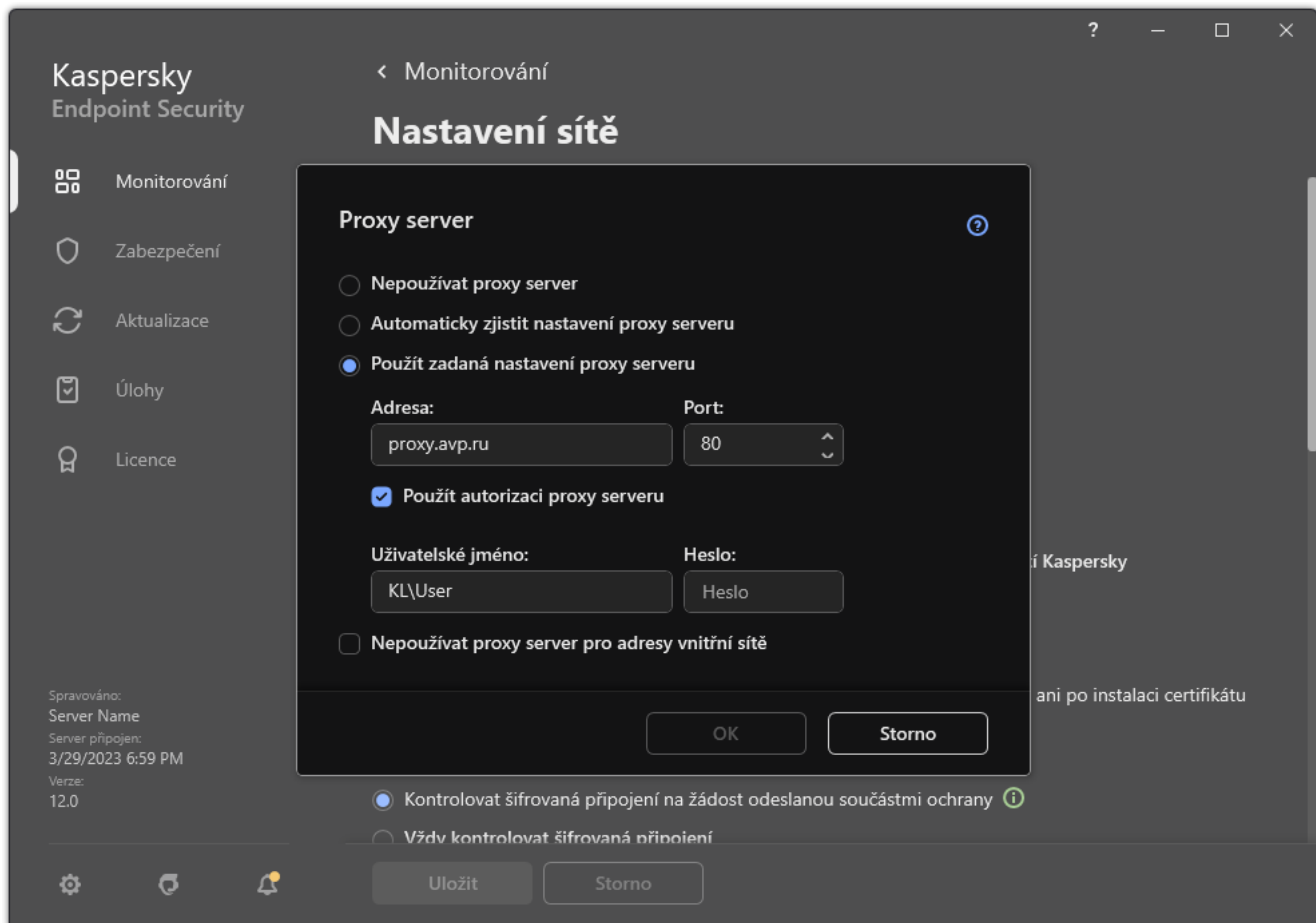 ?
Kaspersky
Endpoint Security
Monitorování
Nastavení sítě
Monitorování
Zabezpečení
Aktualizace
Úlohy
Licence
Proxy server
?
Nepoužívat proxy server
Automaticky zjistit nastavení proxy serveru
Použít zadaná nastavení proxy serveru
Adresa: Port:
proxy.avp.ru 80
Použít autorizaci proxy serveru
Uživatelské jméno: Heslo:
KL\User Heslo
Nepoužívat proxy server pro adresy vnitřní sítě
OK Storno
í Kaspersky
ani po instalaci certifikátu
Kontrolovat šifrovaná připojení na žádost odeslanou součástmi ochrany
Vždy kontrolovat šifrovaná připojení
Uložit Storno
Spravováno:
Server Name
Server připojen:
3/29/2023 6:59 PM
Verze:
12.0